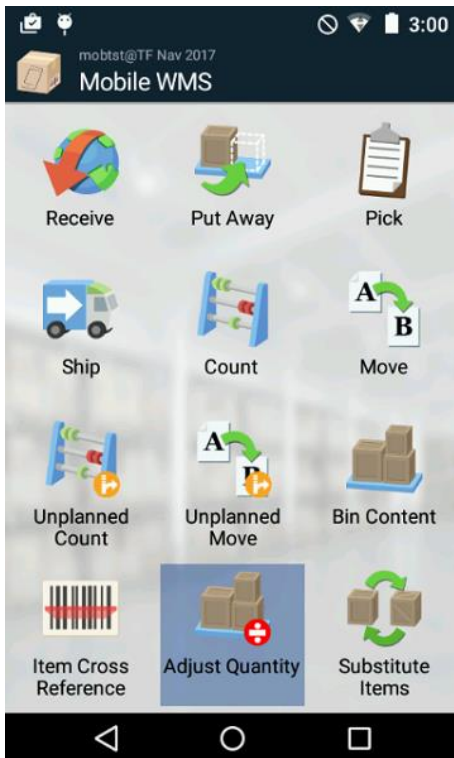 3:00
mobtst@TF Nav 2017
Mobile WMS
Receive
Put Away
Pick
Ship
Count
A
B
Move
Unplanned
Count
A
B
Unplanned
Move
Bin Content
Item Cross
Reference
Adjust Quantity
Substitute
Items